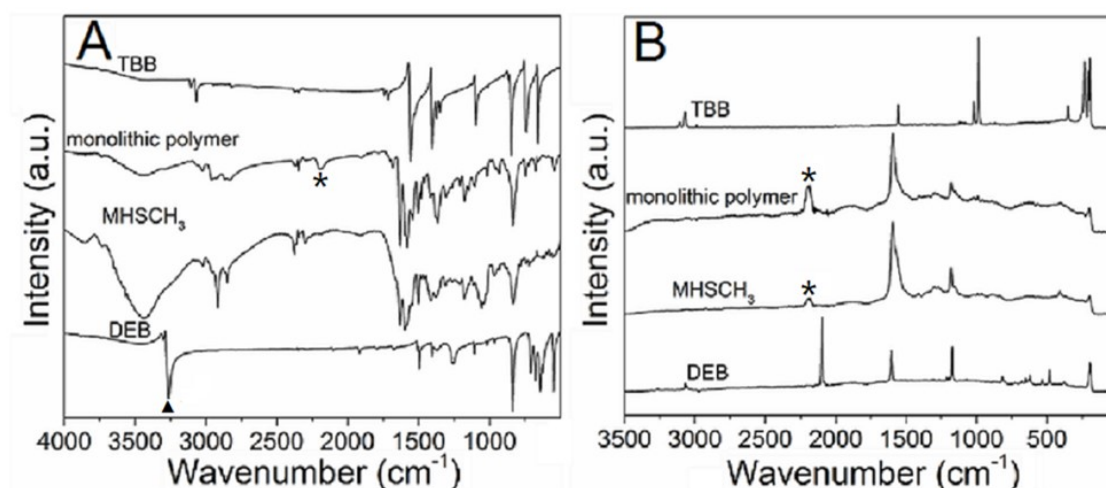 A
TBB
monolithic polymer
*
MHSCH₃
DEB
▲
Intensity (a.u.)
4000 3500 3000 2500 2000 1500 1000
Wavenumber (cm⁻¹)
B
TBB
*
monolithic polymer
*
MHSCH₃
DEB
Intensity (a.u.)
3500 3000 2500 2000 1500 1000 500
Wavenumber (cm⁻¹)